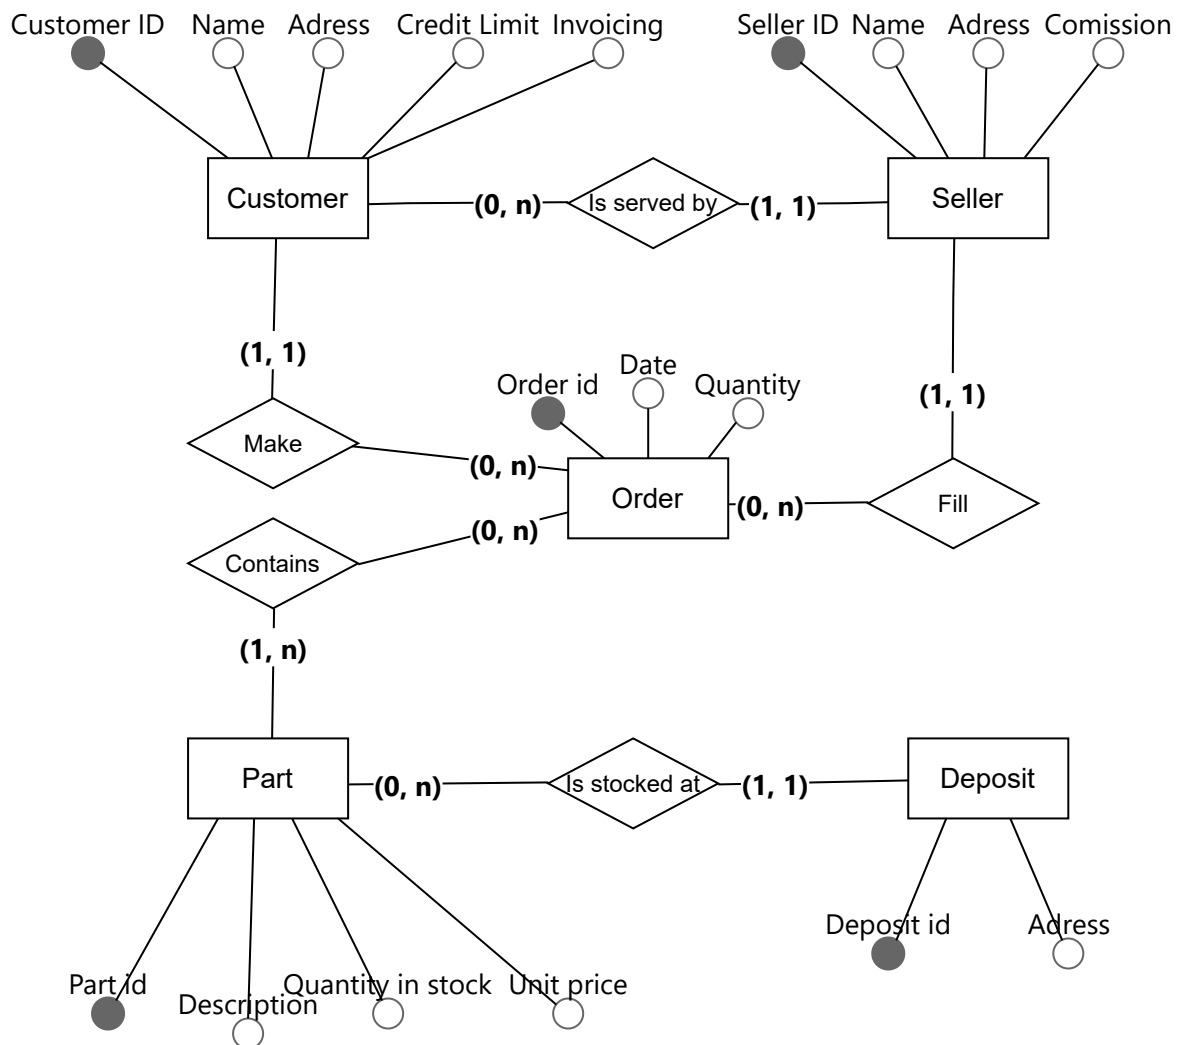 Customer ID
Name
Adress
Credit Limit
Invoicing
Seller ID
Name
Adress
Comission
Customer
(0, n)
Is served by
(1, 1)
Seller
(1, 1)
Order id
Date
Quantity
(1, 1)
Make
(0, n)
Order
(0, n)
Fill
(0, n)
Contains
(1, n)
Part
(0, n)
Is stocked at
(1, 1)
Deposit
Deposit id
Adress
Part id
Description
Quantity in stock
Unit price